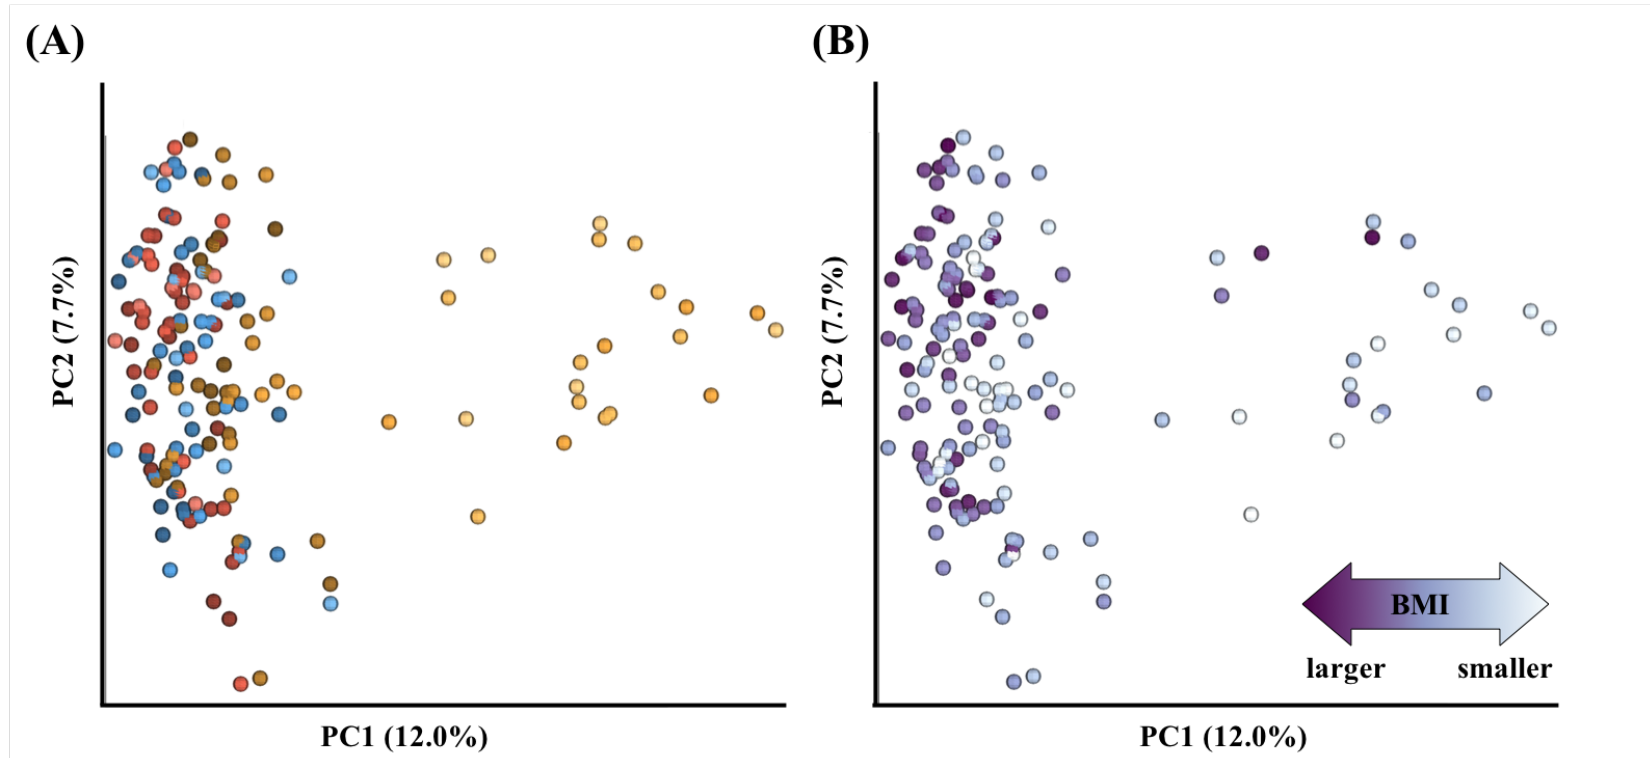 (A)
(B)
PC2 (7.7%)
PC1 (12.0%)
PC2 (7.7%)
BMI
larger
smaller
PC1 (12.0%)